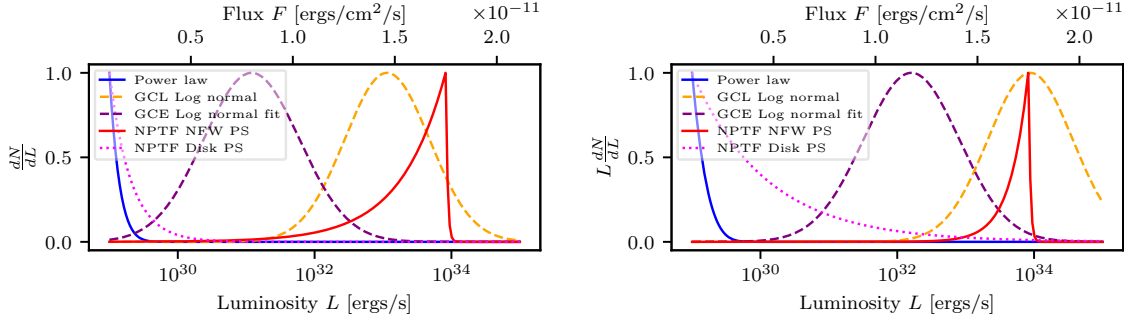 Flux F [ergs/cm²/s]
×10⁻¹¹
0.5 1.0 1.5 2.0
1.0
0.5
0.0
dN/dL
Power law
GCL Log normal
GCE Log normal fit
NPTF NFW PS
NPTF Disk PS
10³⁰ 10³² 10³⁴
Luminosity L [ergs/s]
Flux F [ergs/cm²/s]
×10⁻¹¹
0.5 1.0 1.5 2.0
1.0
0.5
0.0
L dN/dL
Power law
GCL Log normal
GCE Log normal fit
NPTF NFW PS
NPTF Disk PS
10³⁰ 10³² 10³⁴
Luminosity L [ergs/s]